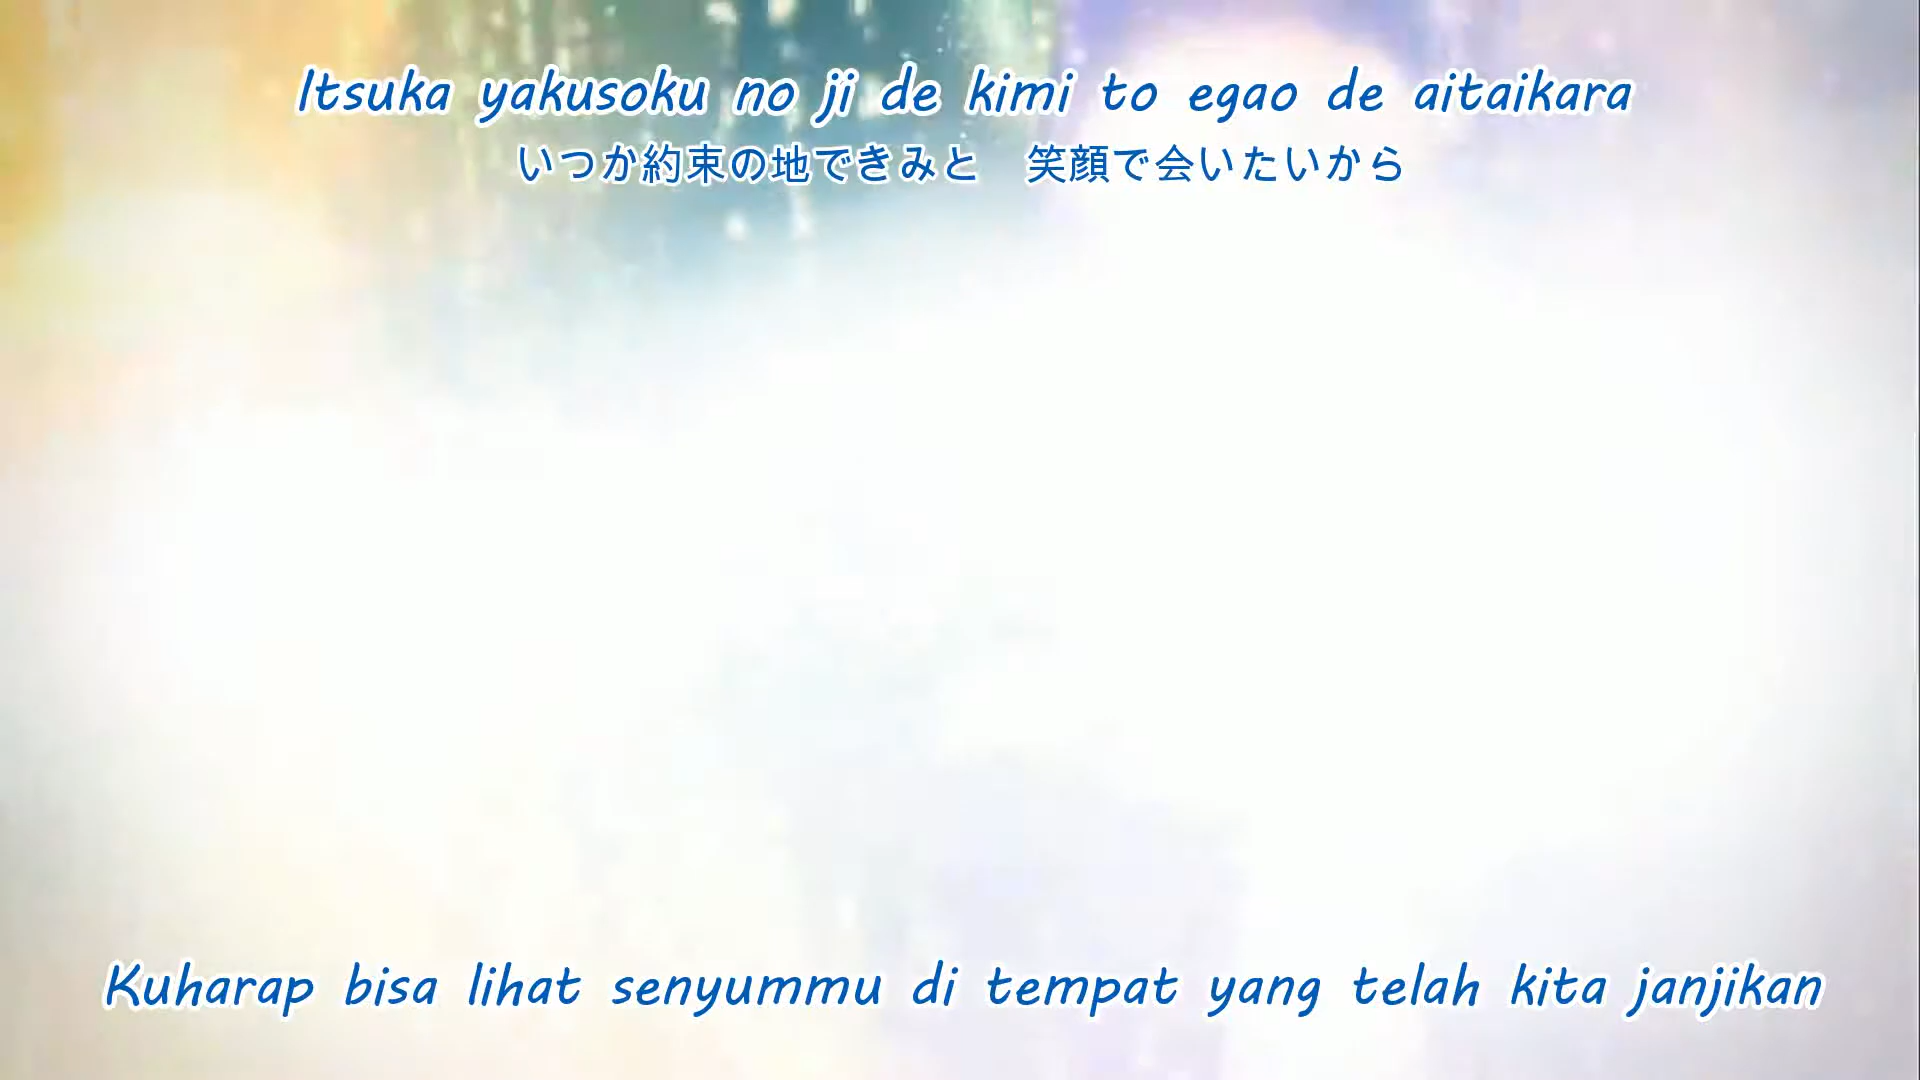 Itsuka yakusoku no ji de kimi to egao de aitaikara
いつか約束の地できみと　笑顔で会いたいから
Kuharap bisa lihat senyummu di tempat yang telah kita janjikan